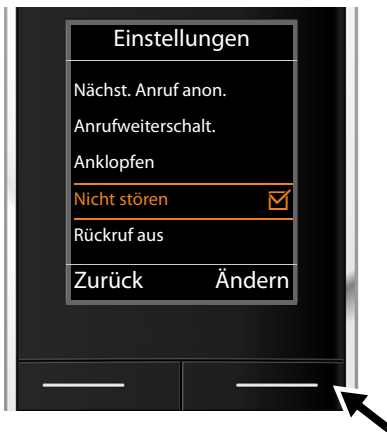 Einstellungen
Nächst. Anruf anon.
Anrufweiterschalt.
Anklopfen
Nicht stören
Rückruf aus
Zurück Ändern